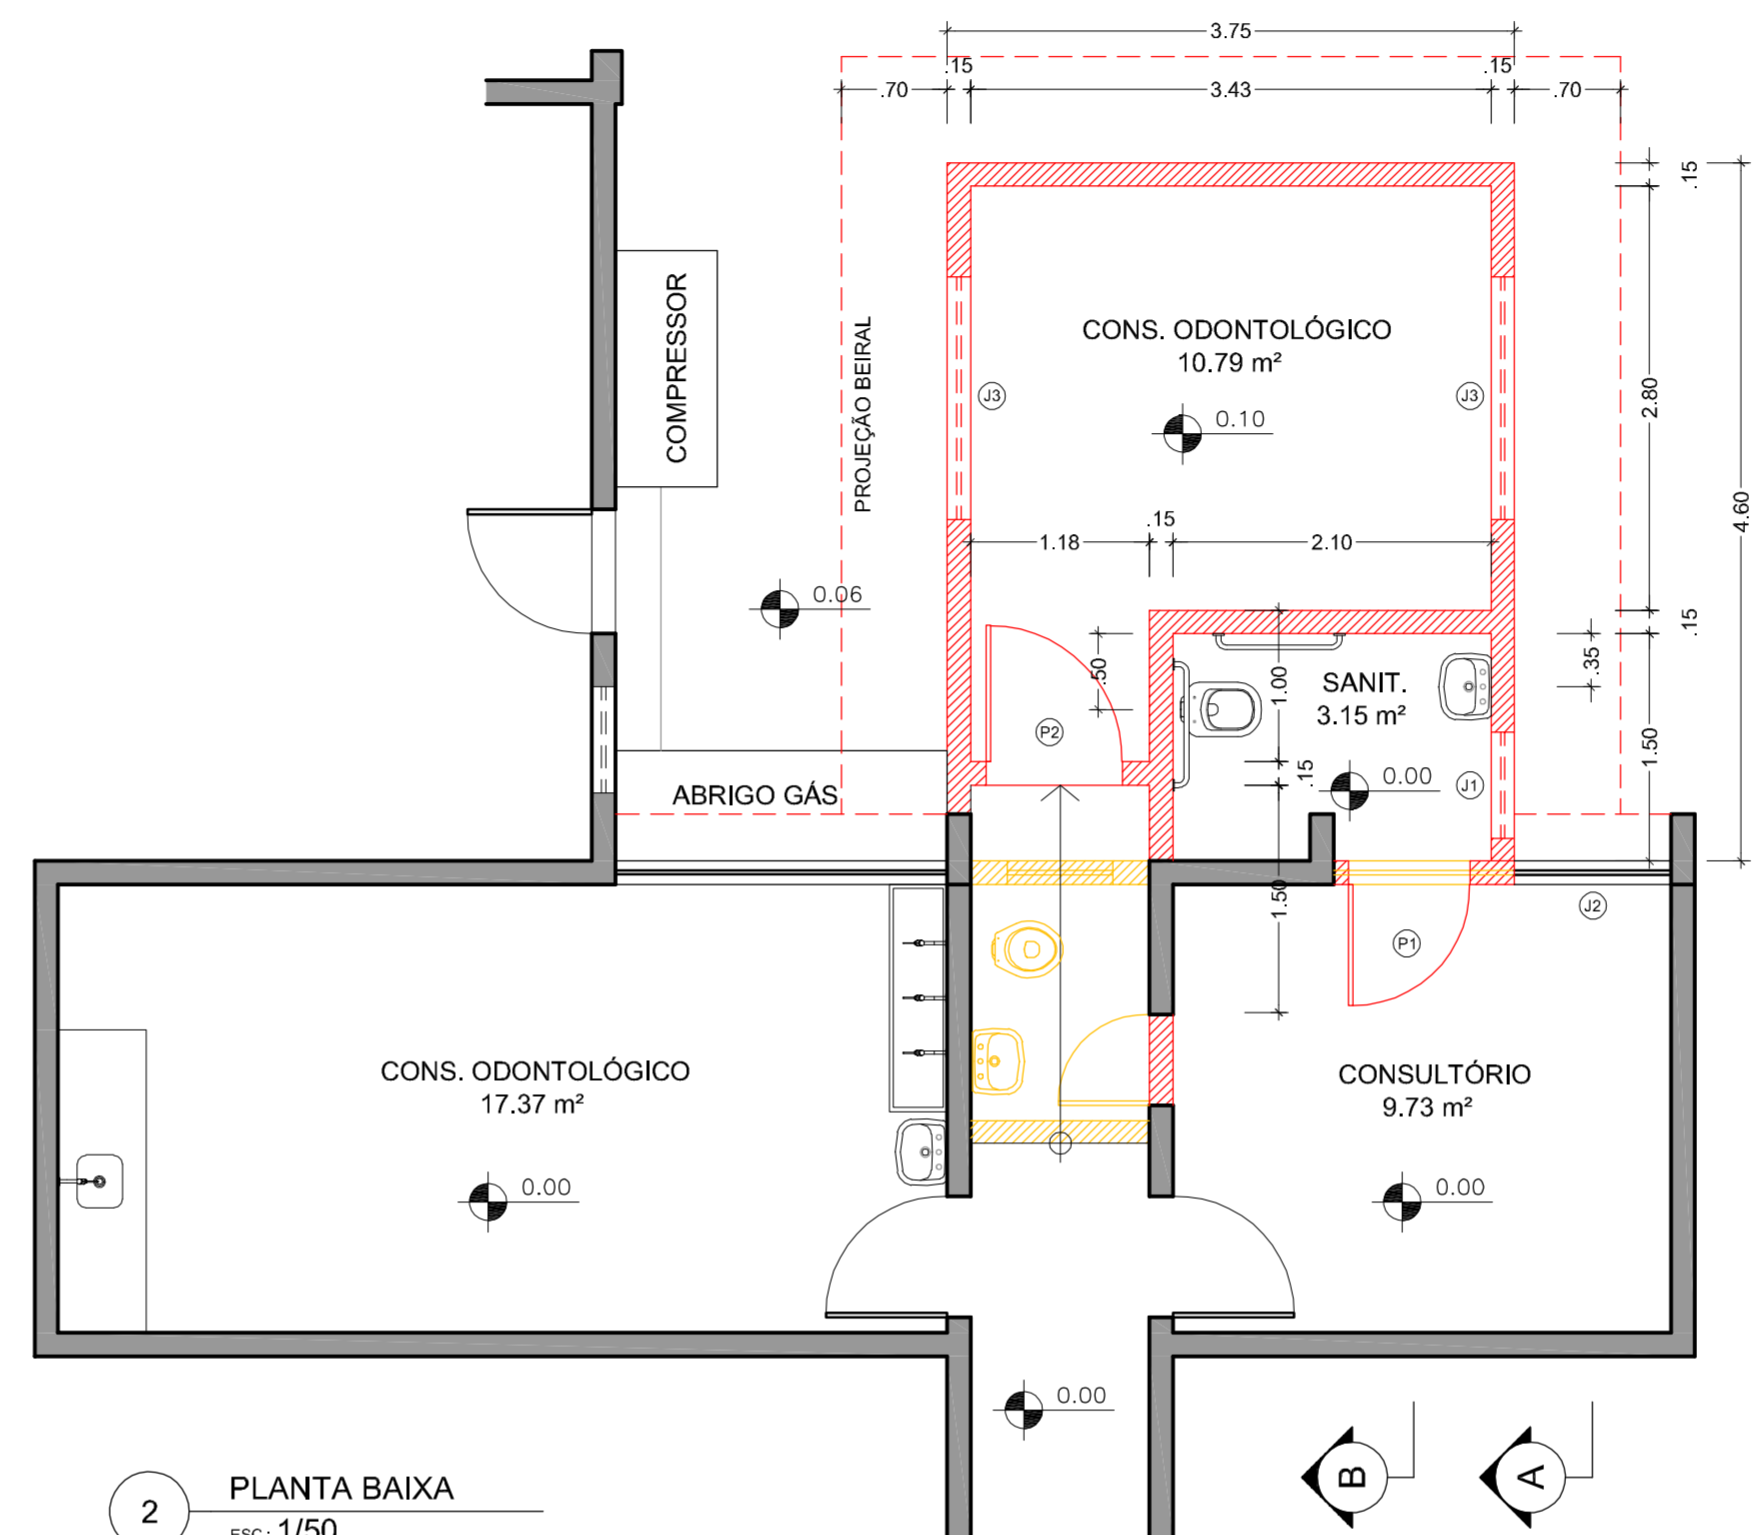 3.75
.15
.15
.70
3.43
.70
.15
COMPRESSOR
PROJEÇÃO BEIRAL
CONS. ODONTOLÓGICO
10.79 m²
J3
J3
0.10
2.80
4.60
.15
1.18
2.10
0.06
.15
.50
1.00
SANIT.
3.15 m²
.35
P2
1.50
.15
0.00
J1
ABRIGO GÁS
1.50
J2
P1
CONS. ODONTOLÓGICO
17.37 m²
CONSULTÓRIO
9.73 m²
0.00
0.00
0.00
B
A
2
PLANTA BAIXA
ESC.: 1/50